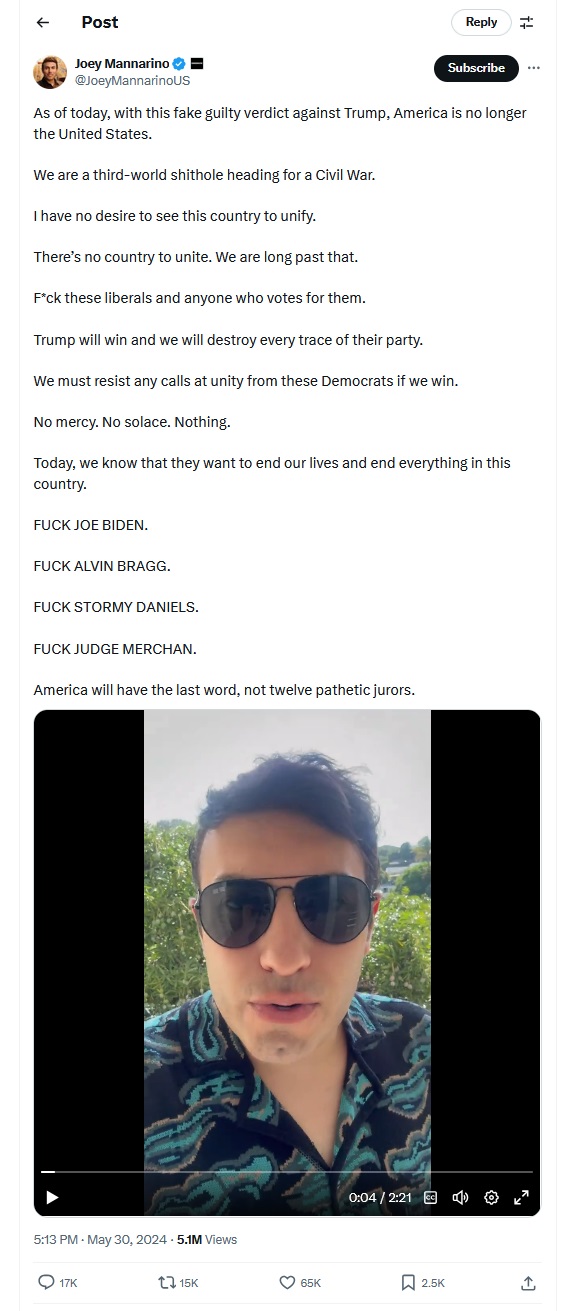 Post
Reply
Joey Mannarino
@JoeyMannarinoUS
Subscribe
As of today, with this fake guilty verdict against Trump, America is no longer
the United States.
We are a third-world shithole heading for a Civil War.
I have no desire to see this country to unify.
There's no country to unite. We are long past that.
F*ck these liberals and anyone who votes for them.
Trump will win and we will destroy every trace of their party.
We must resist any calls at unity from these Democrats if we win.
No mercy. No solace. Nothing.
Today, we know that they want to end our lives and end everything in this
country.
FUCK JOE BIDEN.
FUCK ALVIN BRAGG.
FUCK STORMY DANIELS.
FUCK JUDGE MERCHAN.
America will have the last word, not twelve pathetic jurors.
0:04 / 2:21
CC
5:13 PM · May 30, 2024 · 5.1M Views
17K 15K 65K 2.5K